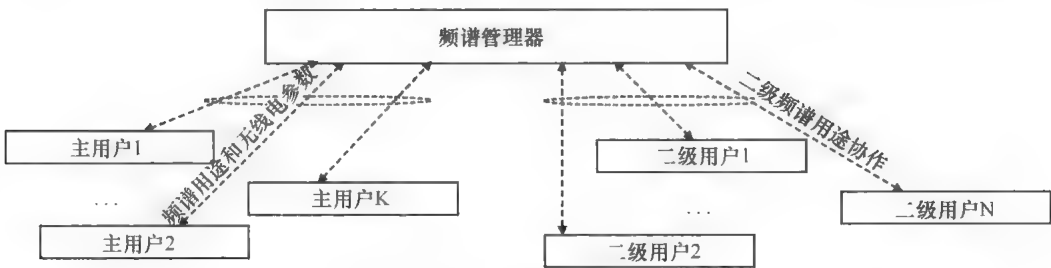 频谱管理器
频谱用途和无线电参数
二级频谱用途协作
主用户1
二级用户1
主用户K
二级用户N
...
...
主用户2
二级用户2